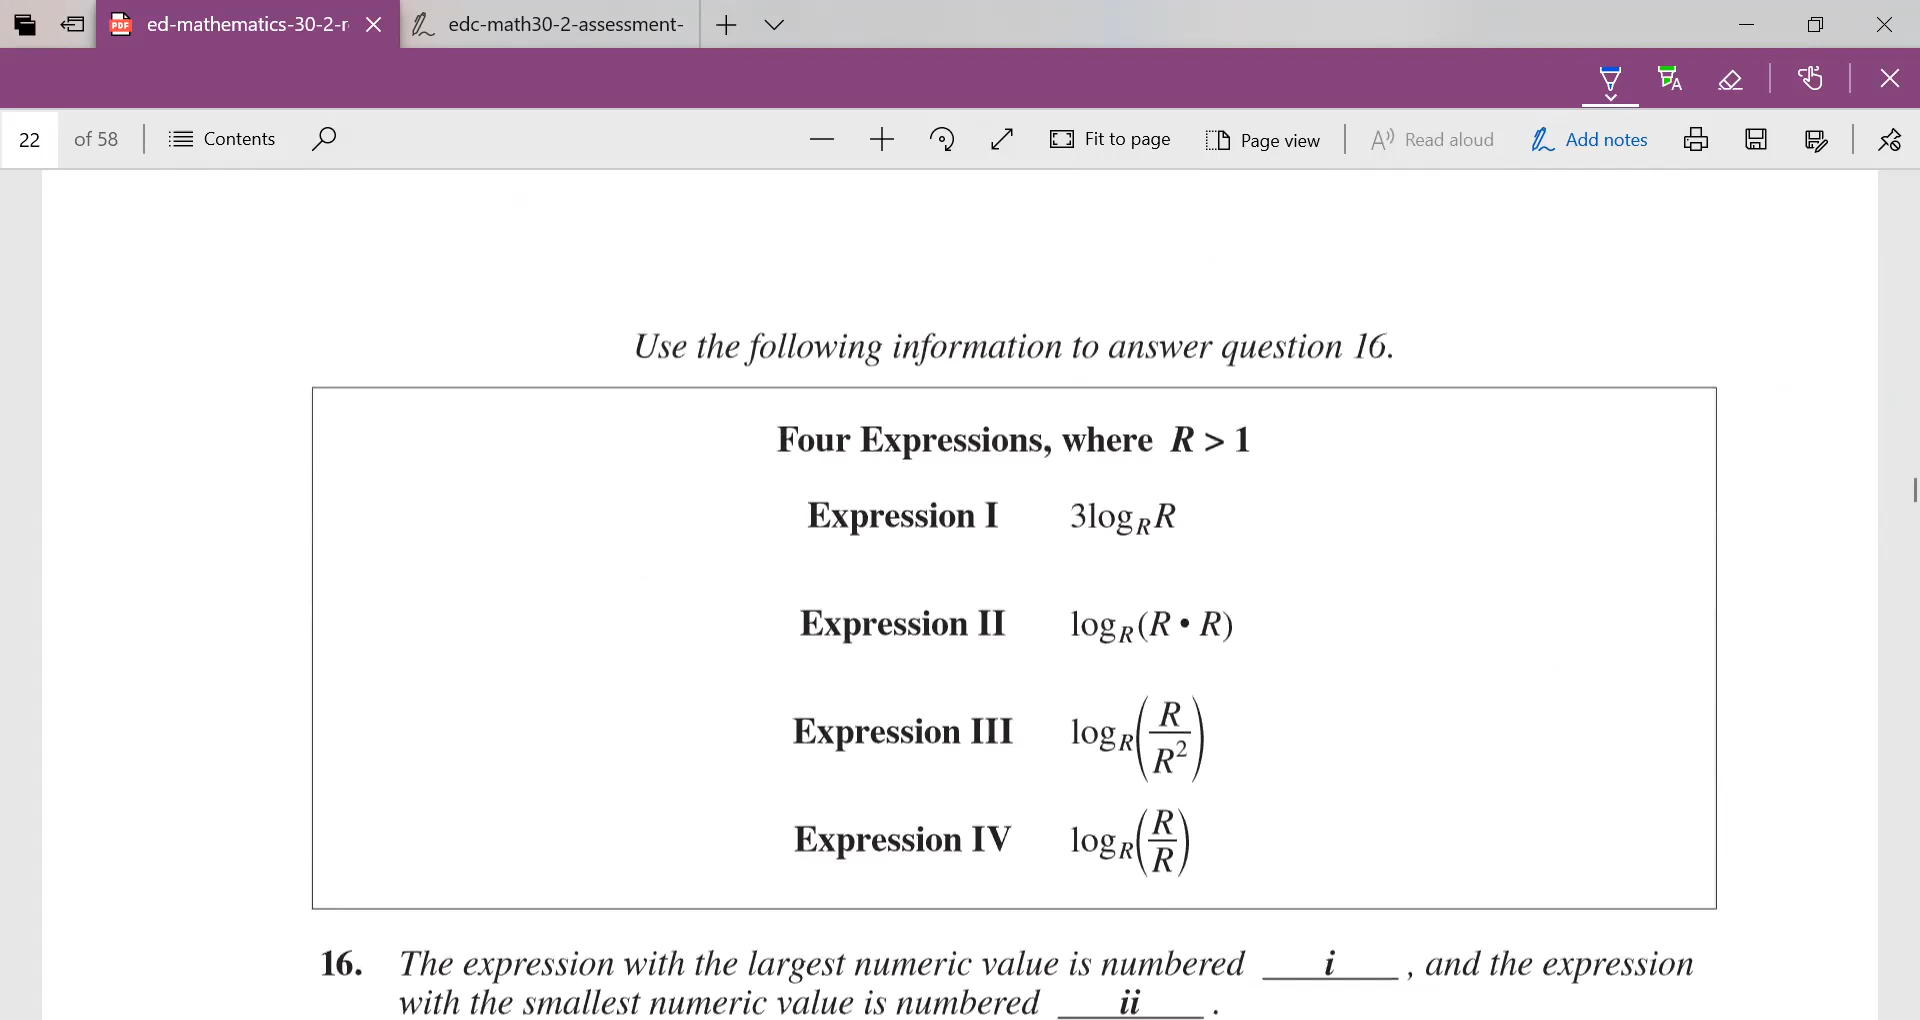 ed-mathematics-30-2-r
edc-math30-2-assessment-
22 of 58 Contents Fit to page Page view Read aloud Add notes
Use the following information to answer question 16.
Four Expressions, where R > 1
Expression I 3log_R R
Expression II log_R(R • R)
Expression III log_R(R/R²)
Expression IV log_R(R/R)
16. The expression with the largest numeric value is numbered i , and the expression
with the smallest numeric value is numbered ii .